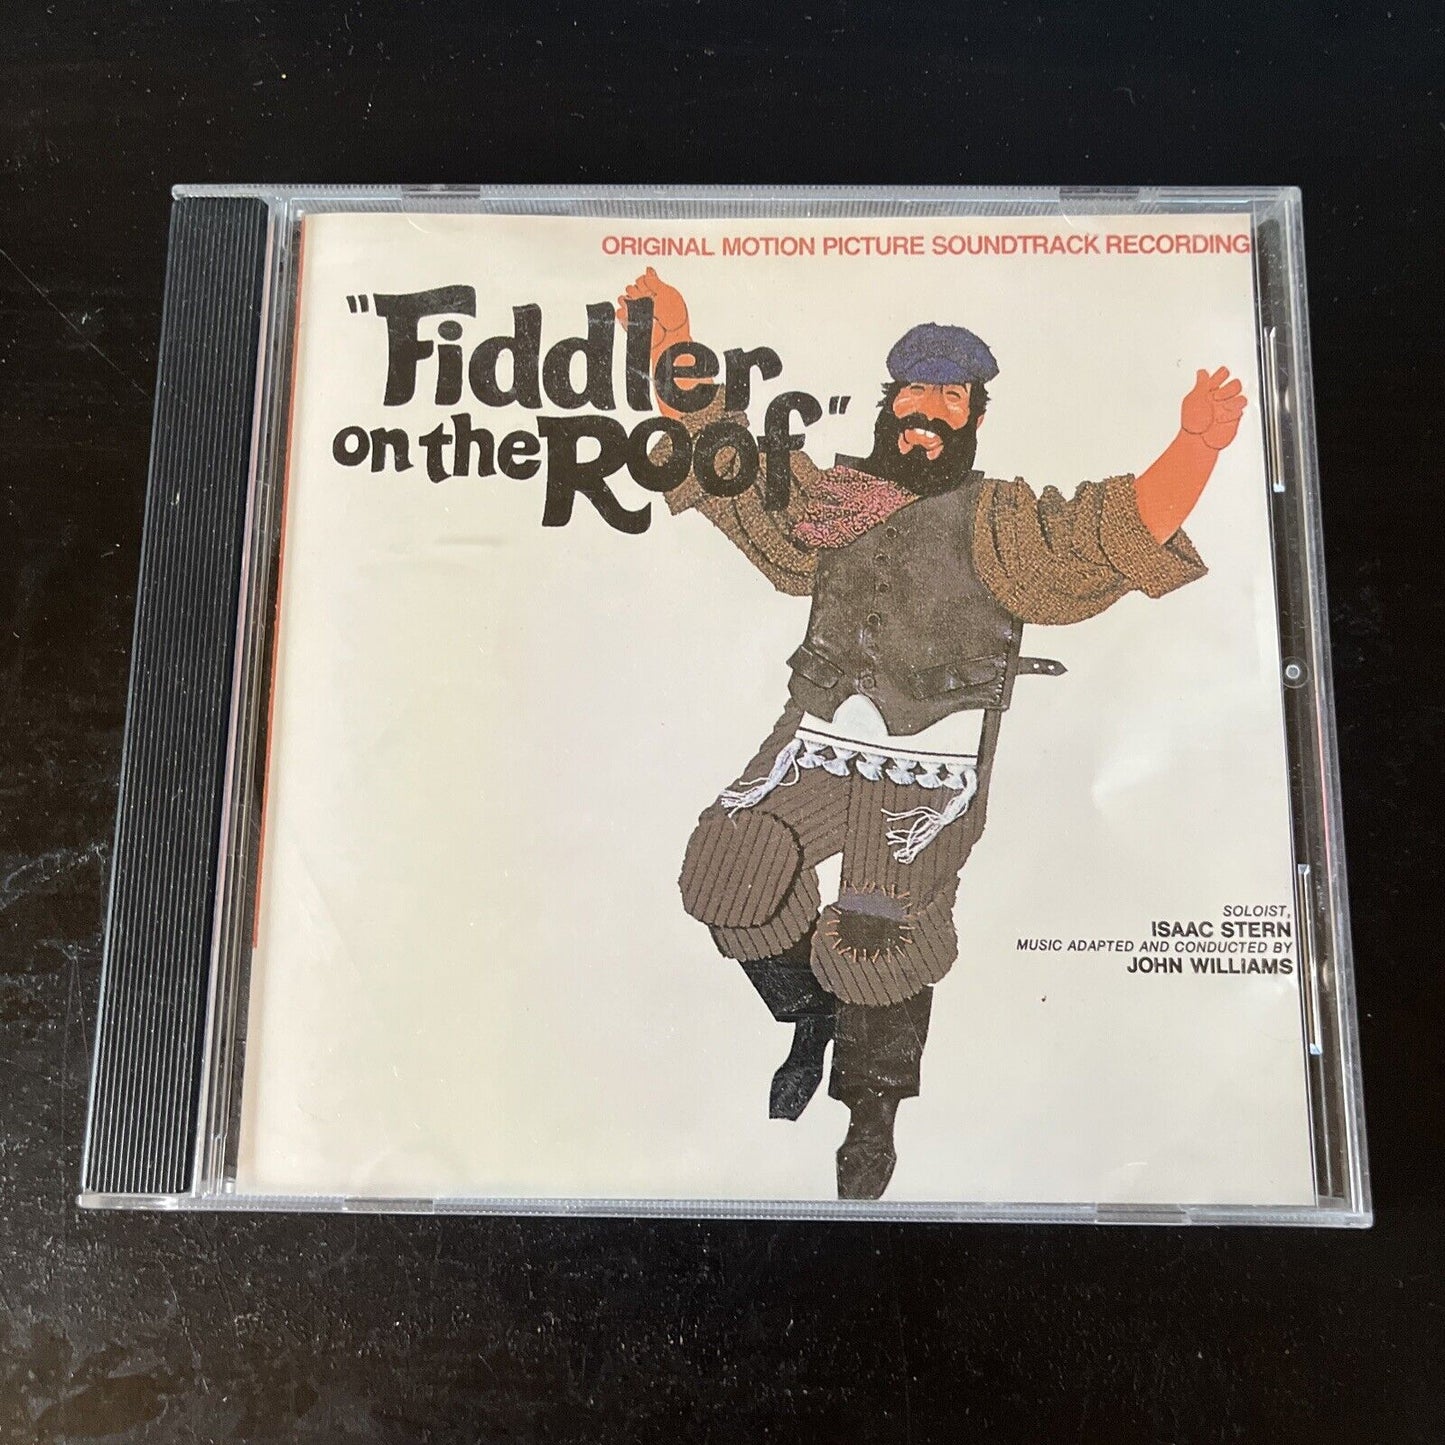 ORIGINAL MOTION PICTURE SOUNDTRACK RECORDING
"Fiddler
on the Roof"
SOLOIST,
ISAAC STERN
MUSIC ADAPTED AND CONDUCTED BY
JOHN WILLIAMS